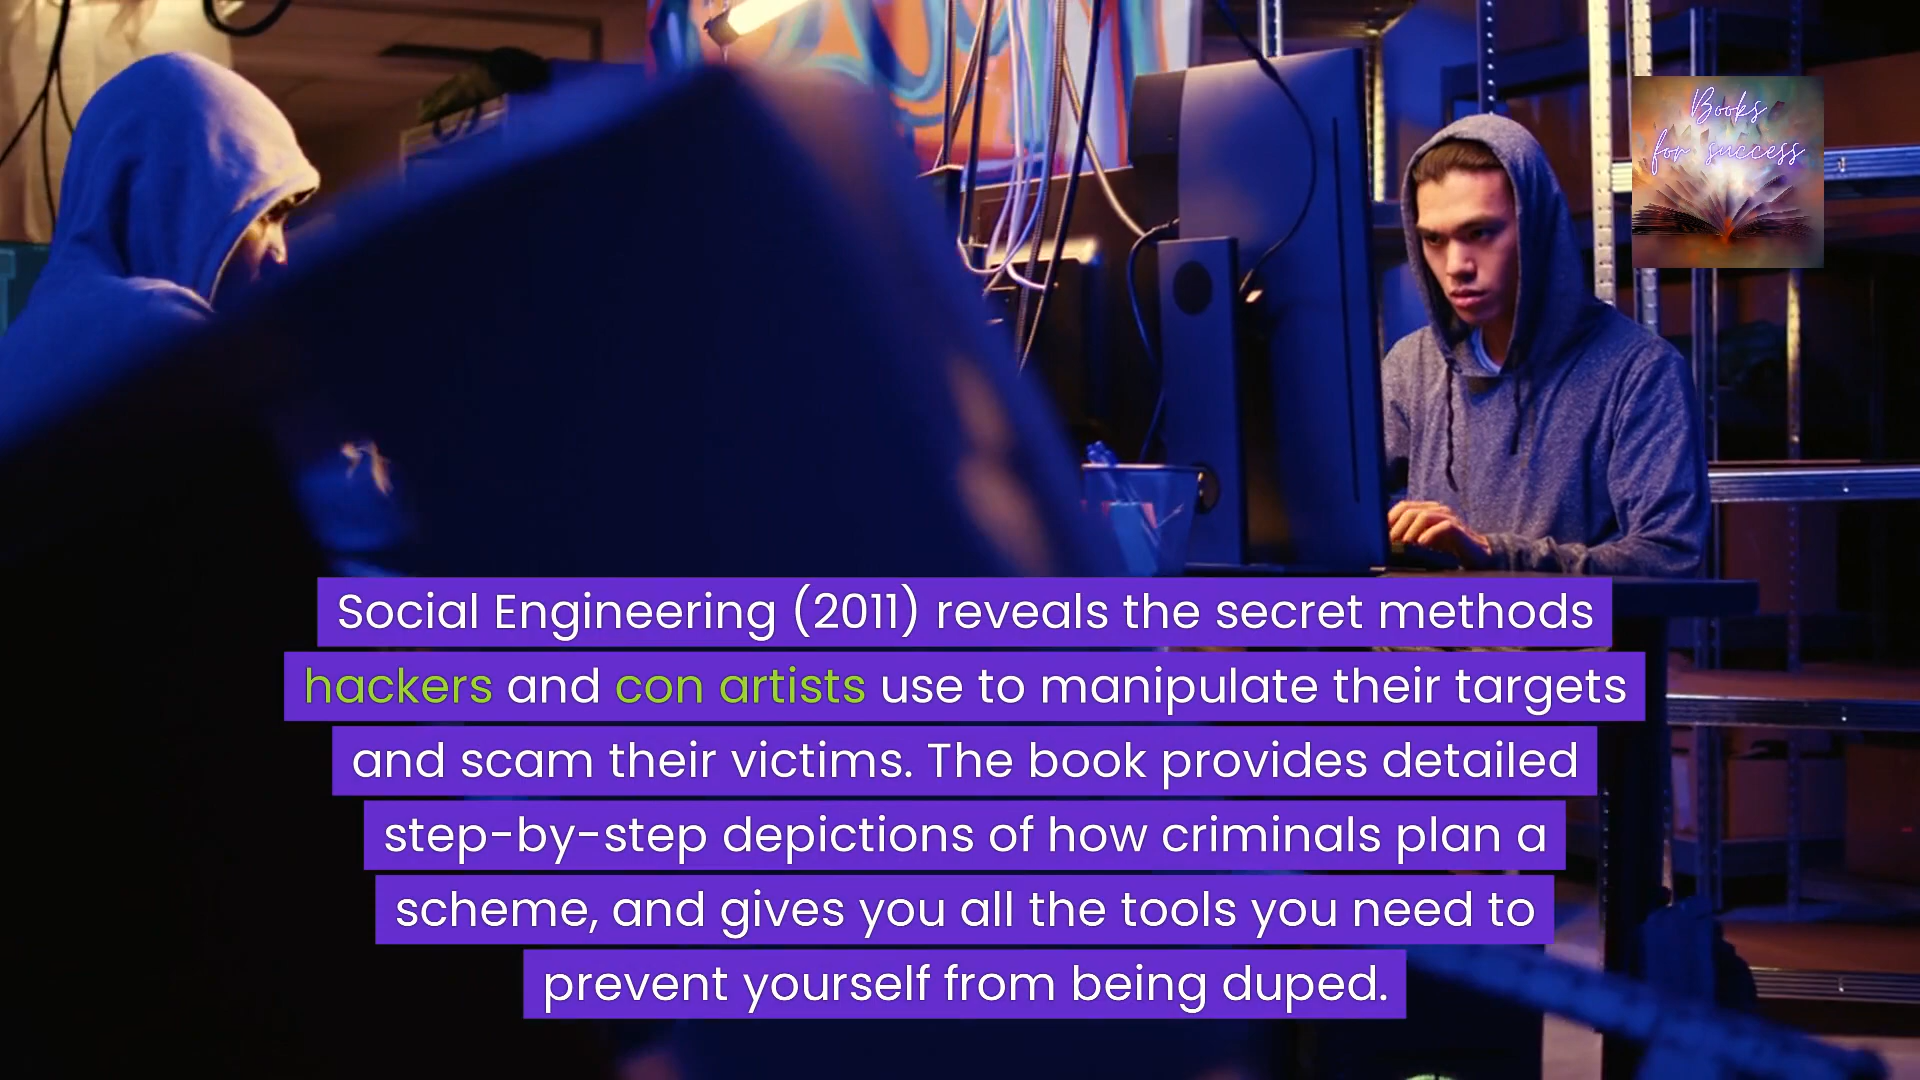 Books
for success
Social Engineering (2011) reveals the secret methods
hackers and con artists use to manipulate their targets
and scam their victims. The book provides detailed
step-by-step depictions of how criminals plan a
scheme, and gives you all the tools you need to
prevent yourself from being duped.